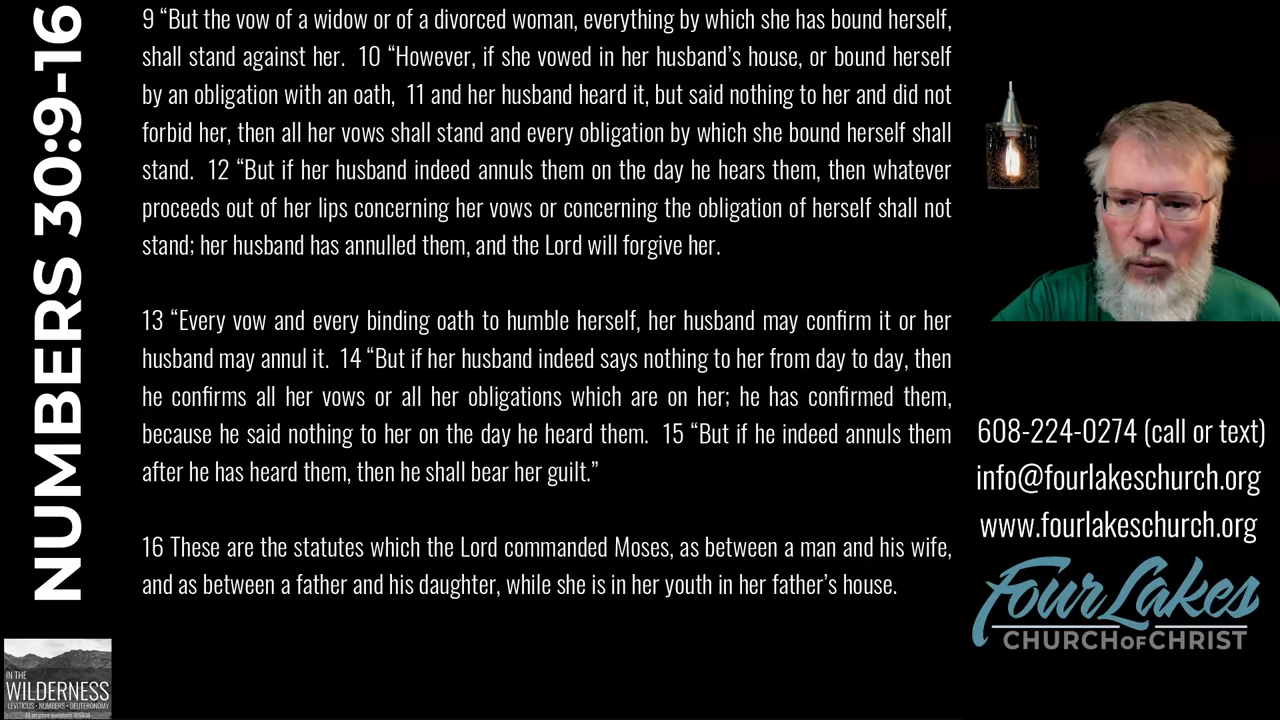 NUMBERS 30:9-16
9 “But the vow of a widow or of a divorced woman, everything by which she has bound herself,
shall stand against her. 10 “However, if she vowed in her husband’s house, or bound herself
by an obligation with an oath, 11 and her husband heard it, but said nothing to her and did not
forbid her, then all her vows shall stand and every obligation by which she bound herself shall
stand. 12 “But if her husband indeed annuls them on the day he hears them, then whatever
proceeds out of her lips concerning her vows or concerning the obligation of herself shall not
stand; her husband has annulled them, and the Lord will forgive her.
13 “Every vow and every binding oath to humble herself, her husband may confirm it or her
husband may annul it. 14 “But if her husband indeed says nothing to her from day to day, then
he confirms all her vows or all her obligations which are on her; he has confirmed them,
because he said nothing to her on the day he heard them. 15 “But if he indeed annuls them
after he has heard them, then he shall bear her guilt.”
16 These are the statutes which the Lord commanded Moses, as between a man and his wife,
and as between a father and his daughter, while she is in her youth in her father’s house.
608-224-0274 (call or text)
info@fourlakeschurch.org
www.fourlakeschurch.org
Four Lakes
CHURCH OF CHRIST
IN THE
WILDERNESS
LEVITICUS • NUMBERS • DEUTERONOMY